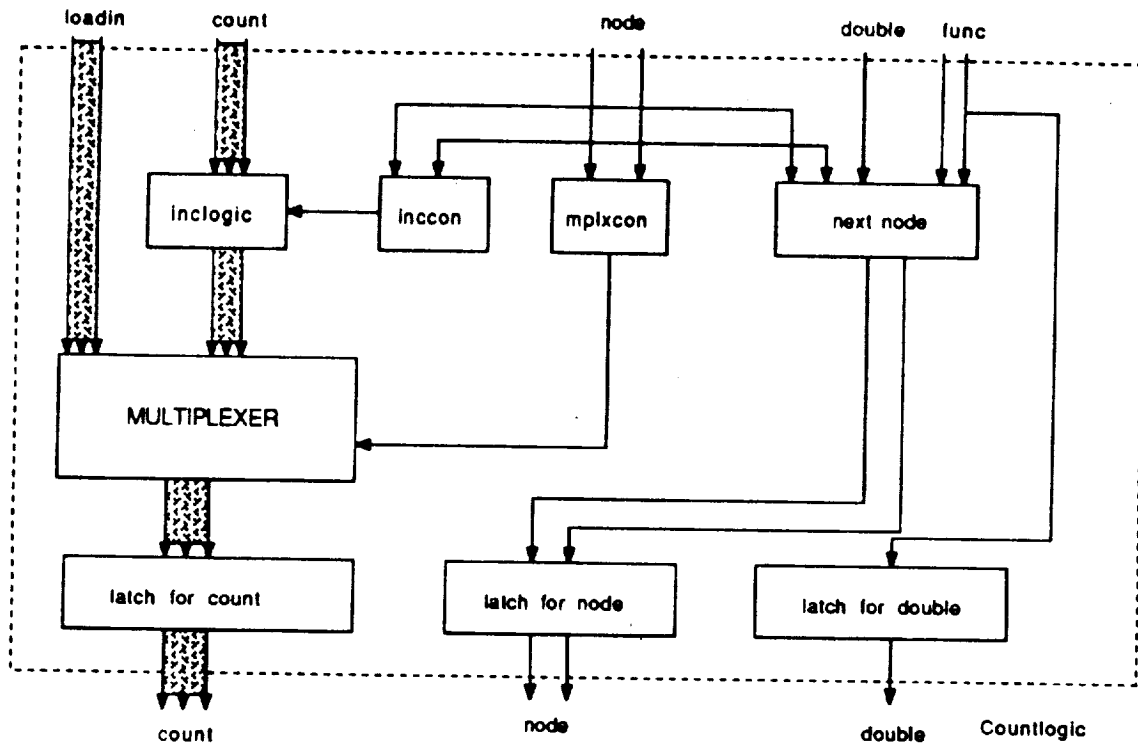 loadin
count
node
double
func
inclogic
inccon
mplxcon
next node
MULTIPLEXER
latch for count
latch for node
latch for double
count
node
double
Countlogic